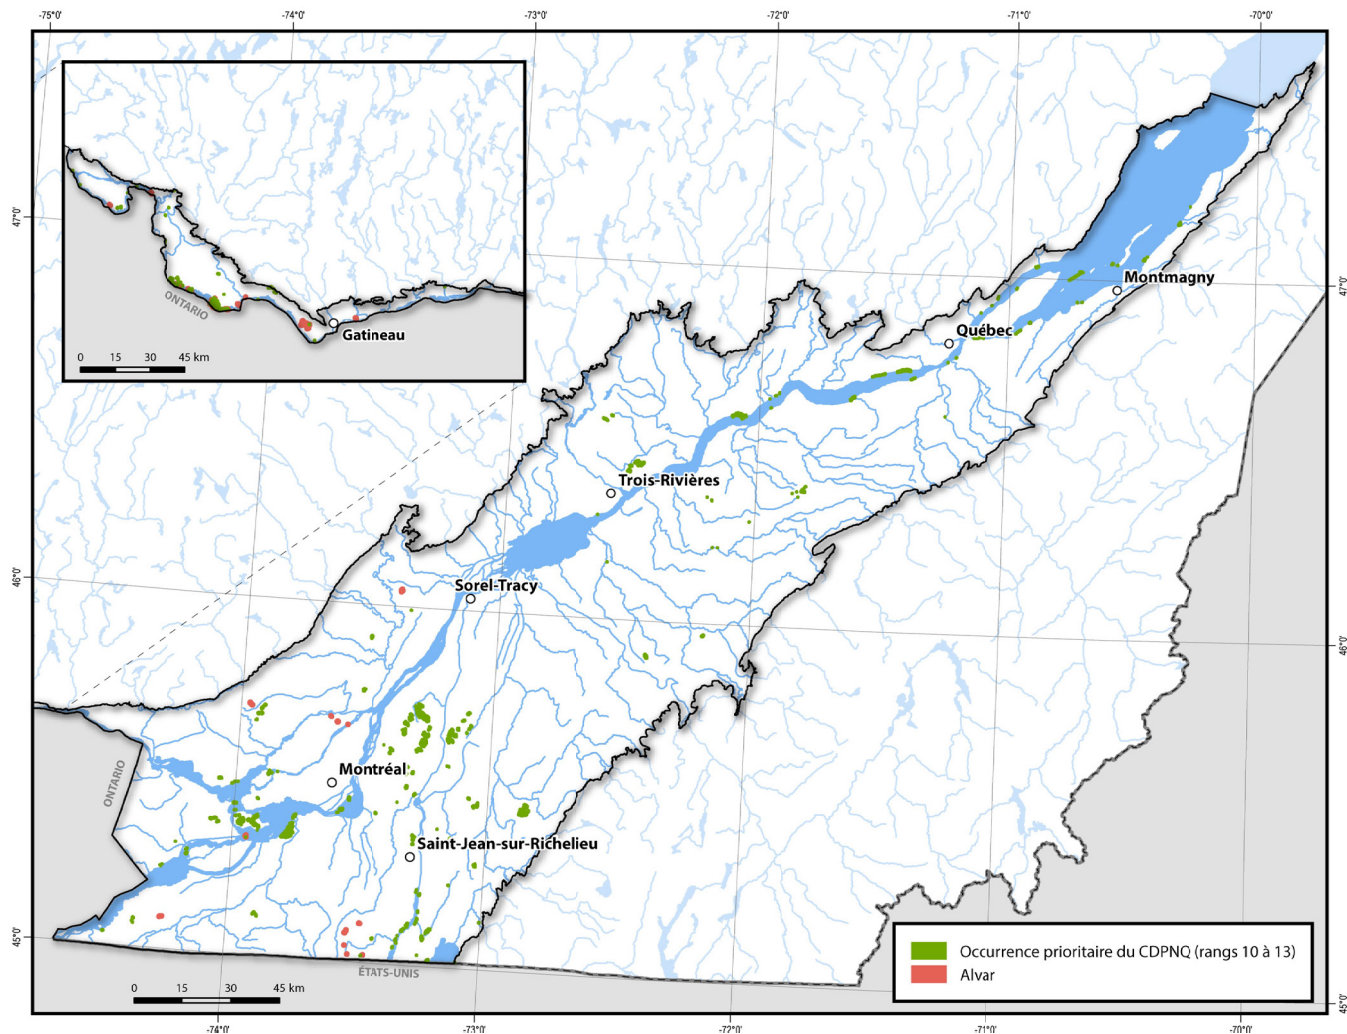 -75°0' -74°0' -73°0' -72°0' -71°0' -70°0'
47°0'
ONTARIO
Gatineau
0 15 30 45 km
47°0'
Montmagny
Québec
Trois-Rivières
46°0'
Sorel-Tracy
46°0'
ONTARIO
Montréal
Saint-Jean-sur-Richelieu
45°0'
ÉTATS-UNIS
0 15 30 45 km
Occurrence prioritaire du CDPNQ (rangs 10 à 13)
Alvar
45°0'
-74°0' -73°0' -72°0' -71°0' -70°0'